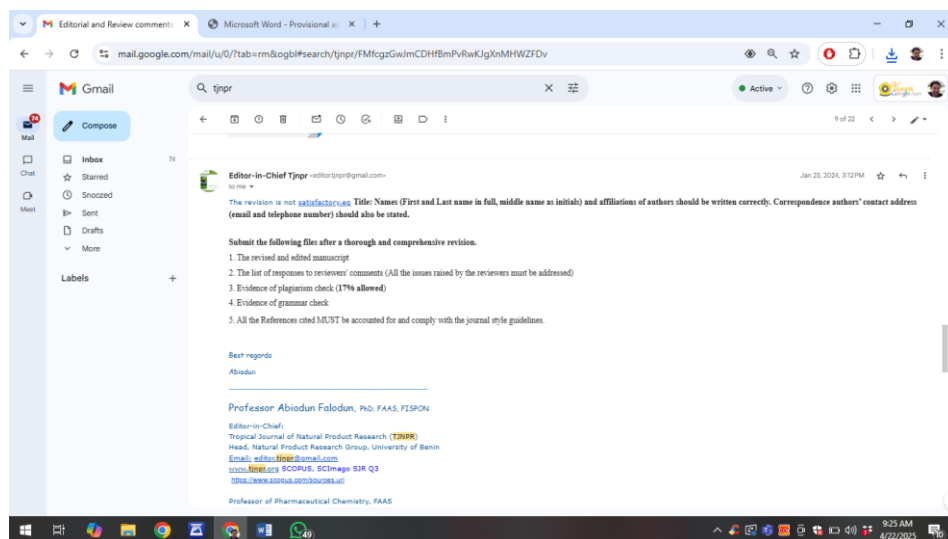 Editorial and Review comments
Microsoft Word - Provisional ac
mail.google.com/mail/u/0/?tab=rm&ogbl#search/tjnpr/FMfcgzGwJmCDHfBmPvRwKJgXnMHWZFDv
Gmail
tjnpr
Active
74
Mail
Compose
9 of 22
Inbox 74
Chat
Starred
Snoozed
Meet
Sent
Drafts
More
Labels
Editor-in-Chief Tjnpr <editor.tjnpr@gmail.com>
Jan 23, 2024, 3:12 PM
to me
The revision is not satisfactory.eg Title: Names (First and Last name in full, middle name as initials) and affiliations of authors should be written correctly. Correspondence authors' contact address
(email and telephone number) should also be stated.
Submit the following files after a thorough and comprehensive revision.
1. The revised and edited manuscript
2. The list of responses to reviewers' comments (All the issues raised by the reviewers must be addressed)
3. Evidence of plagiarism check (17% allowed)
4. Evidence of grammar check
5. All the References cited MUST be accounted for and comply with the journal style guidelines.
Best regards
Abiodun
Professor Abiodun Falodun, PhD; FAAS, FISPON
Editor-in-Chief:
Tropical Journal of Natural Product Research (TJNPR)
Head, Natural Product Research Group, University of Benin
Email: editor.tjnpr@gmail.com
www.tjnpr.org SCOPUS, SCImago SJR Q3
https://www.scopus.com/sources.uri
Professor of Pharmaceutical Chemistry, FAAS
49
9:25 AM
4/22/2025